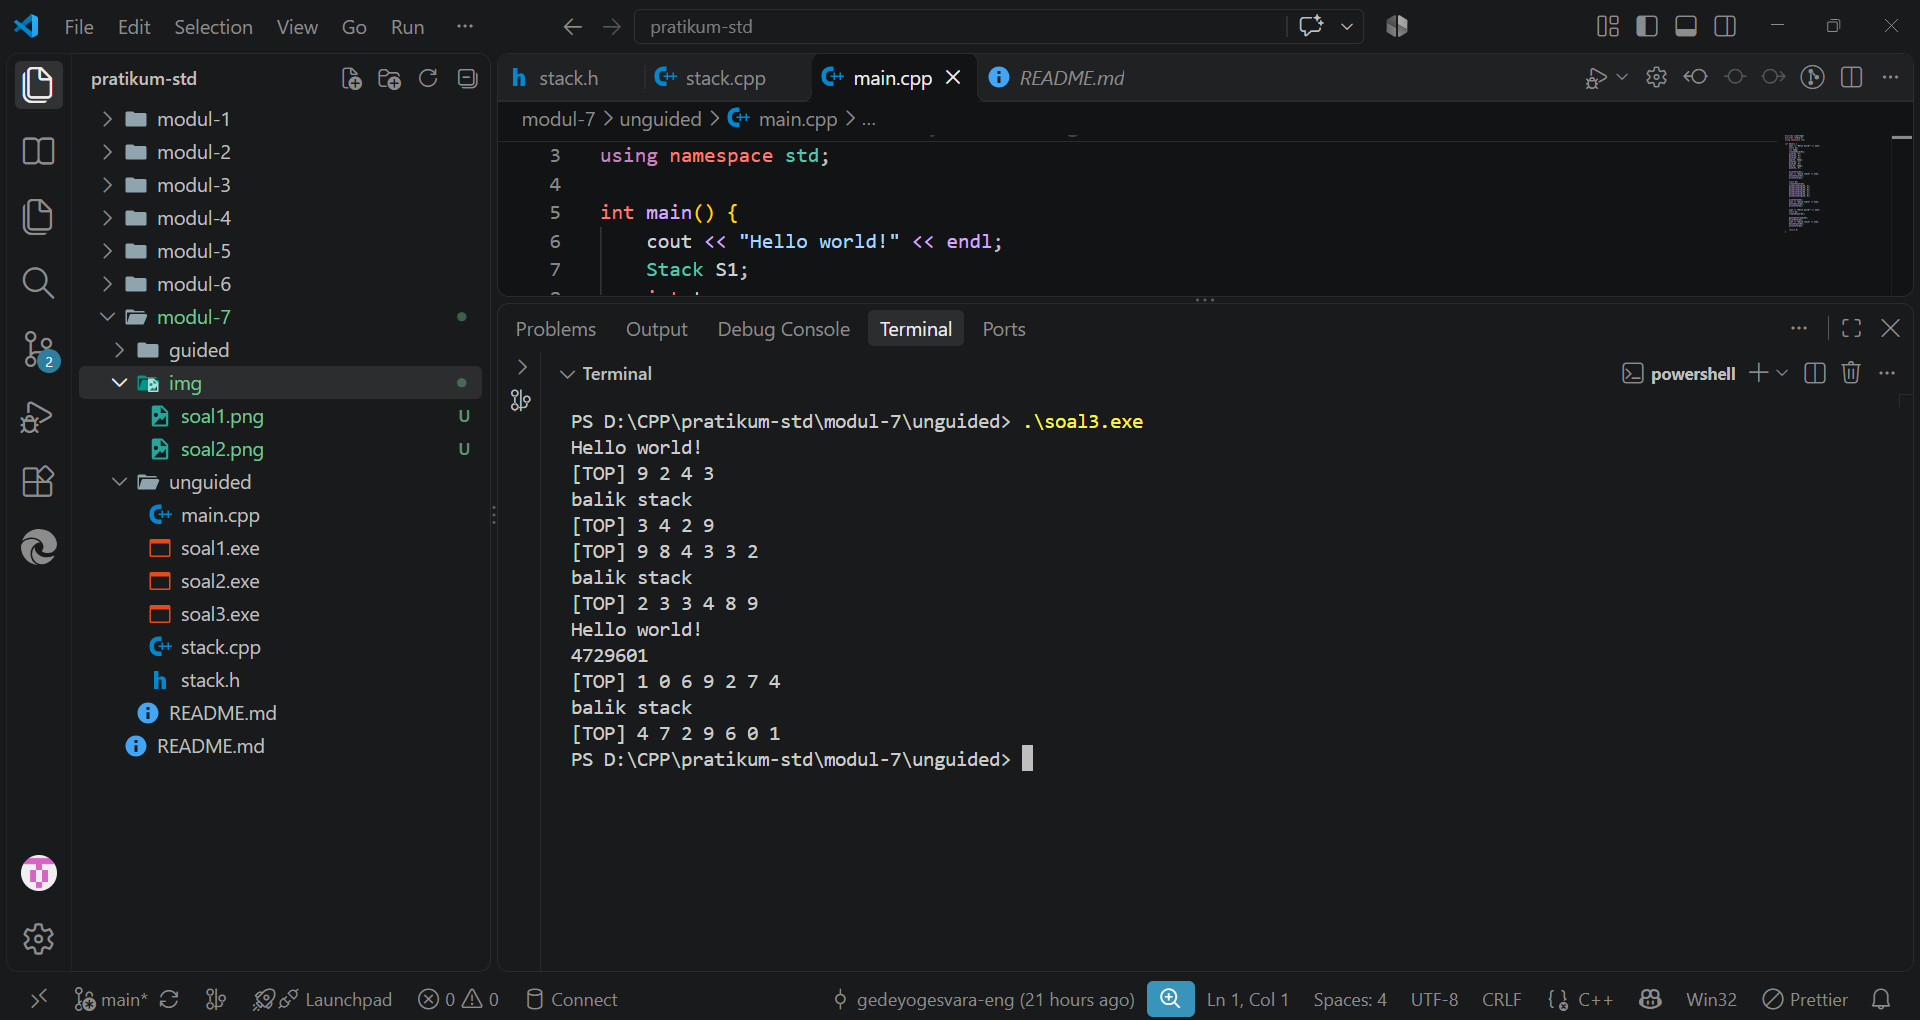 File Edit Selection View Go Run ···
pratikum-std
pratikum-std
modul-1
modul-2
modul-3
modul-4
modul-5
modul-6
modul-7
guided
img
soal1.png U
soal2.png U
unguided
main.cpp
soal1.exe
soal2.exe
soal3.exe
stack.cpp
stack.h
README.md
README.md
2
stack.h stack.cpp main.cpp README.md
modul-7 > unguided > main.cpp > ...
3 using namespace std;
4
5 int main() {
6 cout << "Hello world!" << endl;
7 Stack S1;
Problems Output Debug Console Terminal Ports
Terminal
powershell
PS D:\CPP\pratikum-std\modul-7\unguided> .\soal3.exe
Hello world!
[TOP] 9 2 4 3
balik stack
[TOP] 3 4 2 9
[TOP] 9 8 4 3 3 2
balik stack
[TOP] 2 3 3 4 8 9
Hello world!
4729601
[TOP] 1 0 6 9 2 7 4
balik stack
[TOP] 4 7 2 9 6 0 1
PS D:\CPP\pratikum-std\modul-7\unguided>
main* Launchpad 0 0 Connect gedeyogesvara-eng (21 hours ago) Ln 1, Col 1 Spaces: 4 UTF-8 CRLF {} C++ Win32 Prettier